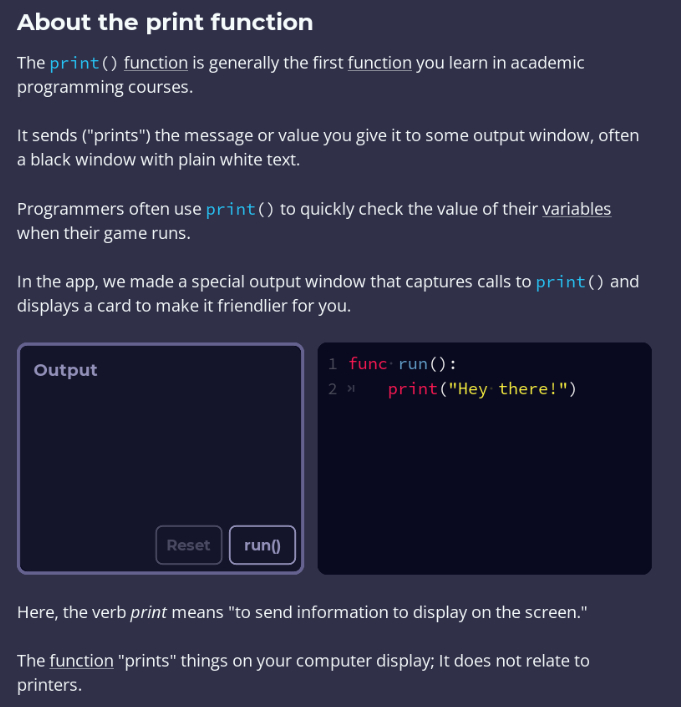 About the print function
The print() function is generally the first function you learn in academic
programming courses.
It sends ("prints") the message or value you give it to some output window, often
a black window with plain white text.
Programmers often use print() to quickly check the value of their variables
when their game runs.
In the app, we made a special output window that captures calls to print() and
displays a card to make it friendlier for you.
Output
Reset run()
1 func run():
2 print("Hey there!")
Here, the verb print means "to send information to display on the screen."
The function "prints" things on your computer display; It does not relate to
printers.